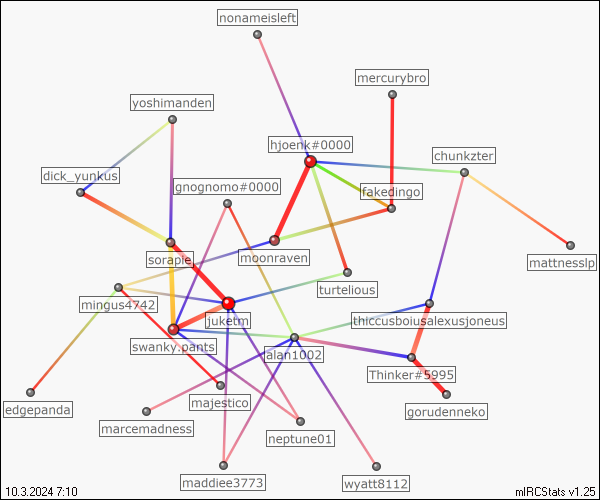 nonameisleft
mercurybro
yoshimanden
hjoenk#0000
chunkzter
dick_yunkus
gnognomo#0000
fakedingo
sorapie
moonraven
mattnesslp
turtelious
mingus4742
juketm
thiccusboiusalexusjoneus
swanky.pants
alan1002
Thinker#5995
edgepanda
majestico
gorudenneko
marcemadness
neptune01
maddiee3773
wyatt8112
10.3.2024 7:10
mIRCStats v1.25